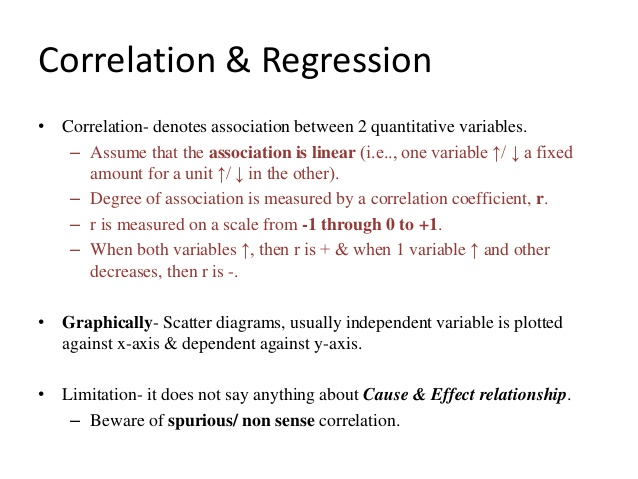 Correlation & Regression
• Correlation- denotes association between 2 quantitative variables.
– Assume that the association is linear (i.e.., one variable ↑/ ↓ a fixed
amount for a unit ↑/ ↓ in the other).
– Degree of association is measured by a correlation coefficient, r.
– r is measured on a scale from -1 through 0 to +1.
– When both variables ↑, then r is + & when 1 variable ↑ and other
decreases, then r is -.
• Graphically- Scatter diagrams, usually independent variable is plotted
against x-axis & dependent against y-axis.
• Limitation- it does not say anything about Cause & Effect relationship.
– Beware of spurious/ non sense correlation.